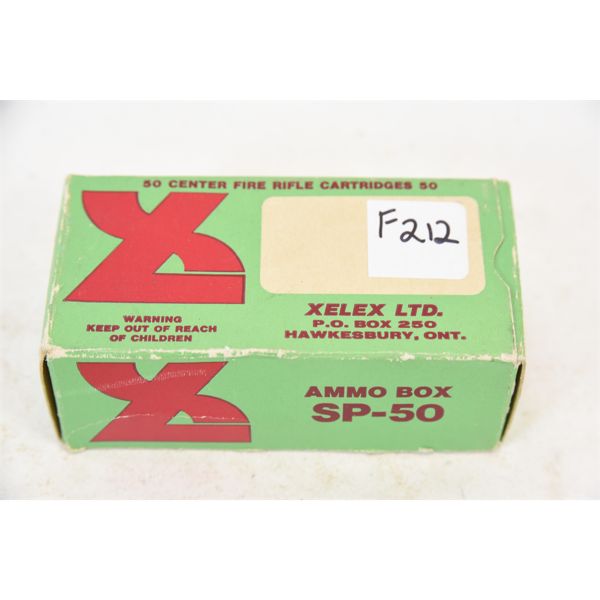 50 CENTER FIRE RIFLE CARTRIDGES 50
F212
WARNING
KEEP OUT OF REACH
OF CHILDREN
XELEX LTD.
P.O. BOX 250
HAWKESBURY, ONT.
AMMO BOX
SP-50